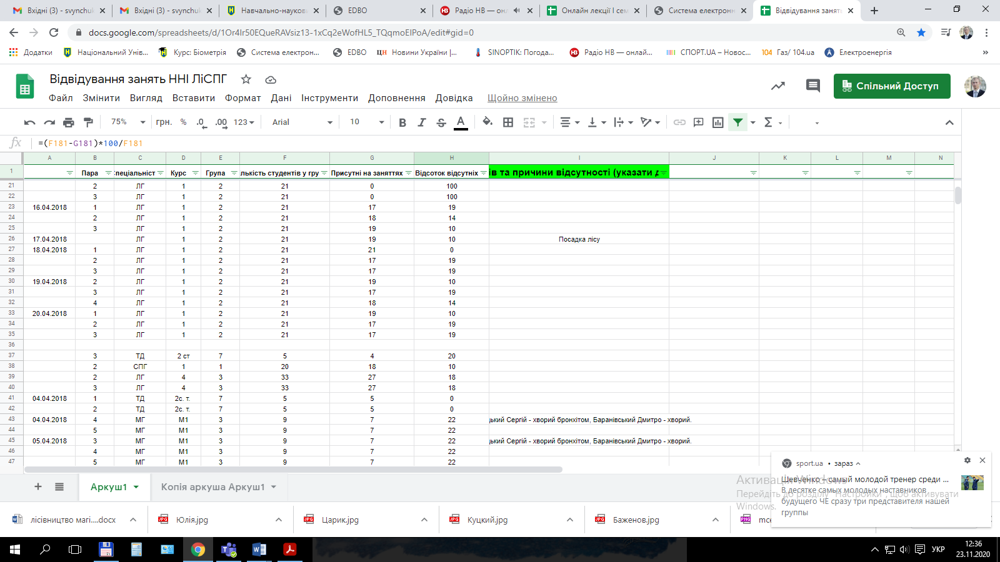 Вхідні (3) - svynchuk
Вхідні (3) - svynchuk
Навчально-науков
EDBO
Радіо НВ — онл
Онлайн лекції І сем
Система електронн
Відвідування занять
docs.google.com/spreadsheets/d/1Or4lr50EQueRAVsiz13-1xCq2eWofHL5_TQqmoEIPoA/edit#gid=0
Додатки
Національний Унів...
Курс: Біометрія
Система електрон...
EDBO
Новини України |...
SINOPTIK: Погода...
Радіо НВ — онлай...
СПОРТ.UA – Новос...
104 Газ/ 104.ua
Електроенергія
»
Відвідування занять ННІ ЛіСПГ
Файл Змінити Вигляд Вставити Формат Дані Інструменти Доповнення Довідка Щойно змінено
Спільний Доступ
75% грн. % .0 .00 123 Arial 10 B I S A Σ
fx =(F181-G181)*100/F181
A B C D E F G H I J K L M N
1 Пара Спеціальніст Курс Група лькість студентів у гру Присутні на заняттях Відсоток відсутніх ів та причини відсутності (указати д
21 2 ЛГ 1 2 21 0 100
22 3 ЛГ 1 2 21 0 100
23 16.04.2018 1 ЛГ 1 2 21 17 19
24 2 ЛГ 1 2 21 18 14
25 3 ЛГ 1 2 21 19 10
26 17.04.2018 ЛГ 1 2 21 19 10 Посадка лісу
27 18.04.2018 1 ЛГ 1 2 21 21 0
28 2 ЛГ 1 2 21 17 19
29 3 ЛГ 1 2 21 17 19
30 19.04.2018 2 ЛГ 1 2 21 19 10
31 3 ЛГ 1 2 21 17 19
32 4 ЛГ 1 2 21 18 14
33 20.04.2018 1 ЛГ 1 2 21 19 10
34 2 ЛГ 1 2 21 17 19
35 3 ЛГ 1 2 21 17 19
36
37 3 ТД 2 ст 7 5 4 20
38 2 СПГ 1 1 20 18 10
39 2 ЛГ 4 3 33 27 18
40 3 ЛГ 4 3 33 27 18
41 04.04.2018 1 ТД 2с. т. 7 5 5 0
42 2 ТД 2с. т. 7 5 5 0
43 04.04.2018 4 МГ М1 3 9 7 22 цький Сергій - хворий бронхітом, Баранівський Дмитро - хворий.
44 5 МГ М1 3 9 7 22
45 05.04.2018 3 МГ М1 3 9 7 22 цький Сергій - хворий бронхітом, Баранівський Дмитро - хворий.
46 4 МГ М1 3 9 7 22
47 5 МГ М1 3 9 7 22
sport.ua • зараз
Шевченко – самый молодой тренер среди ...
В десятке самых молодых наставников
будущего ЧЕ сразу три представителя нашей
группы
Активація Windows
Перейдіть до розділу "Настройки", щоб активувати
Windows.
Аркуш1
Копія аркуша Аркуш1
лісівництво магі....docx
Юлія.jpg
Царик.jpg
Куцкий.jpg
Баженов.jpg
УКР
12:36
23.11.2020